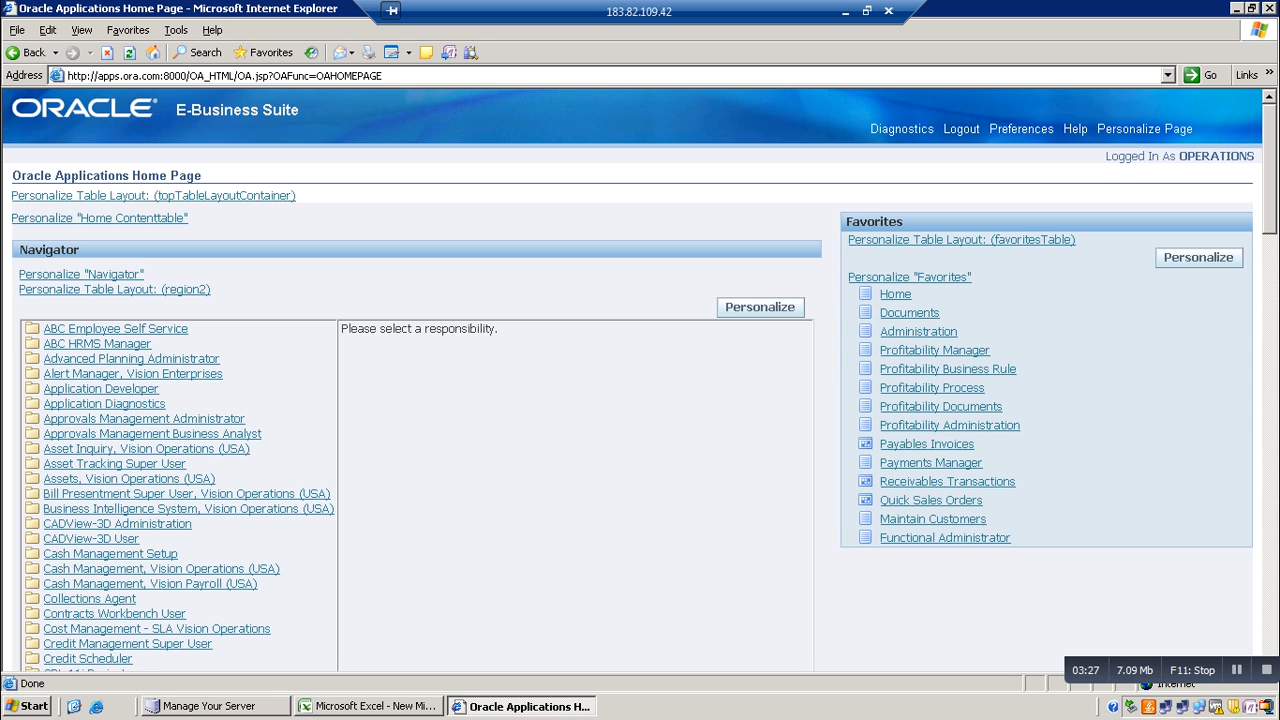 Oracle Applications Home Page - Microsoft Internet Explorer
183.82.109.42
File Edit View Favorites Tools Help
Back Search Favorites
Address http://apps.ora.com:8000/OA_HTML/OA.jsp?OAFunc=OAHOMEPAGE Go Links »
ORACLE® E-Business Suite
Diagnostics Logout Preferences Help Personalize Page
Logged In As OPERATIONS
Oracle Applications Home Page
Personalize Table Layout: (topTableLayoutContainer)
Personalize "Home Contenttable"
Navigator
Personalize "Navigator"
Personalize Table Layout: (region2)
Personalize
ABC Employee Self Service
ABC HRMS Manager
Advanced Planning Administrator
Alert Manager, Vision Enterprises
Application Developer
Application Diagnostics
Approvals Management Administrator
Approvals Management Business Analyst
Asset Inquiry, Vision Operations (USA)
Asset Tracking Super User
Assets, Vision Operations (USA)
Bill Presentment Super User, Vision Operations (USA)
Business Intelligence System, Vision Operations (USA)
CADView-3D Administration
CADView-3D User
Cash Management Setup
Cash Management, Vision Operations (USA)
Cash Management, Vision Payroll (USA)
Collections Agent
Contracts Workbench User
Cost Management - SLA Vision Operations
Credit Management Super User
Credit Scheduler
Please select a responsibility.
Favorites
Personalize Table Layout: (favoritesTable)
Personalize
Personalize "Favorites"
Home
Documents
Administration
Profitability Manager
Profitability Business Rule
Profitability Process
Profitability Documents
Profitability Administration
Payables Invoices
Payments Manager
Receivables Transactions
Quick Sales Orders
Maintain Customers
Functional Administrator
03:27 7.09 Mb F11: Stop
Done Internet
Start Manage Your Server Microsoft Excel - New Mi... Oracle Applications H...